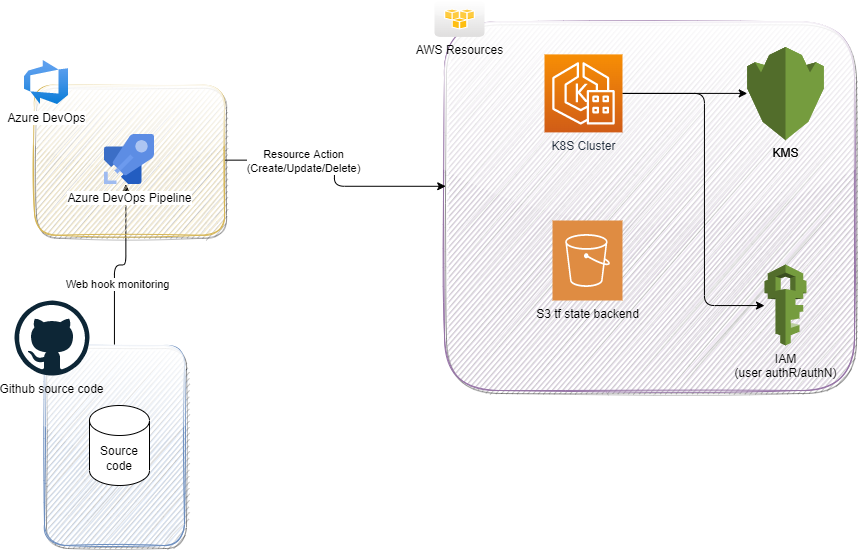 AWS Resources
Azure DevOps
K8S Cluster
KMS
Resource Action
(Create/Update/Delete)
Azure DevOps Pipeline
Web hook monitoring
S3 tf state backend
IAM
(user authR/authN)
Github source code
Source
code